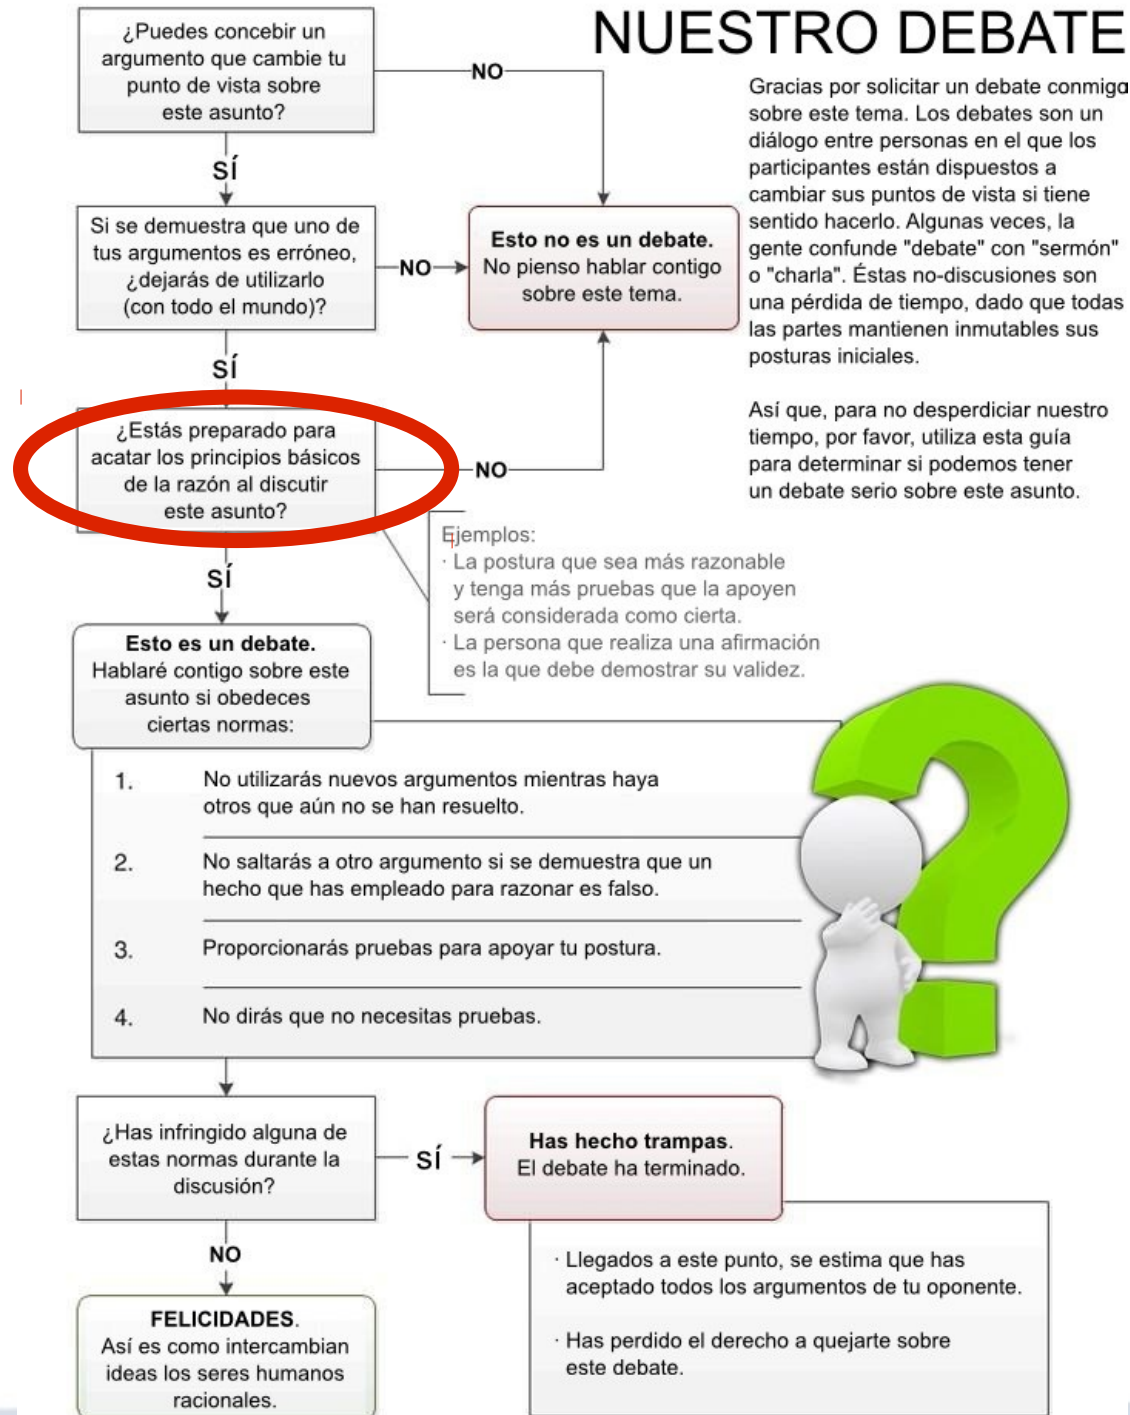 NUESTRO DEBATE
Gracias por solicitar un debate conmigo
sobre este tema. Los debates son un
diálogo entre personas en el que los
participantes están dispuestos a
cambiar sus puntos de vista si tiene
sentido hacerlo. Algunas veces, la
gente confunde "debate" con "sermón"
o "charla". Éstas no-discusiones son
una pérdida de tiempo, dado que todas
las partes mantienen inmutables sus
posturas iniciales.
Así que, para no desperdiciar nuestro
tiempo, por favor, utiliza esta guía
para determinar si podemos tener
un debate serio sobre este asunto.
¿Puedes concebir un
argumento que cambie tu
punto de vista sobre
este asunto?
NO
SÍ
Si se demuestra que uno de
tus argumentos es erróneo,
¿dejarás de utilizarlo
(con todo el mundo)?
NO
Esto no es un debate.
No pienso hablar contigo
sobre este tema.
SÍ
¿Estás preparado para
acatar los principios básicos
de la razón al discutir
este asunto?
NO
Ejemplos:
· La postura que sea más razonable
y tenga más pruebas que la apoyen
será considerada como cierta.
· La persona que realiza una afirmación
es la que debe demostrar su validez.
SÍ
Esto es un debate.
Hablaré contigo sobre este
asunto si obedeces
ciertas normas:
1. No utilizarás nuevos argumentos mientras haya
otros que aún no se han resuelto.
2. No saltarás a otro argumento si se demuestra que un
hecho que has empleado para razonar es falso.
3. Proporcionarás pruebas para apoyar tu postura.
4. No dirás que no necesitas pruebas.
¿Has infringido alguna de
estas normas durante la
discusión?
SÍ
Has hecho trampas.
El debate ha terminado.
· Llegados a este punto, se estima que has
aceptado todos los argumentos de tu oponente.
· Has perdido el derecho a quejarte sobre
este debate.
NO
FELICIDADES.
Así es como intercambian
ideas los seres humanos
racionales.